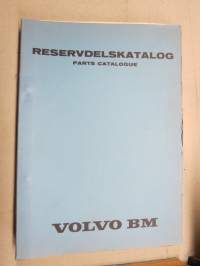 RESERVDELSKATALOG
PARTS CATALOGUE
VOLVO BM